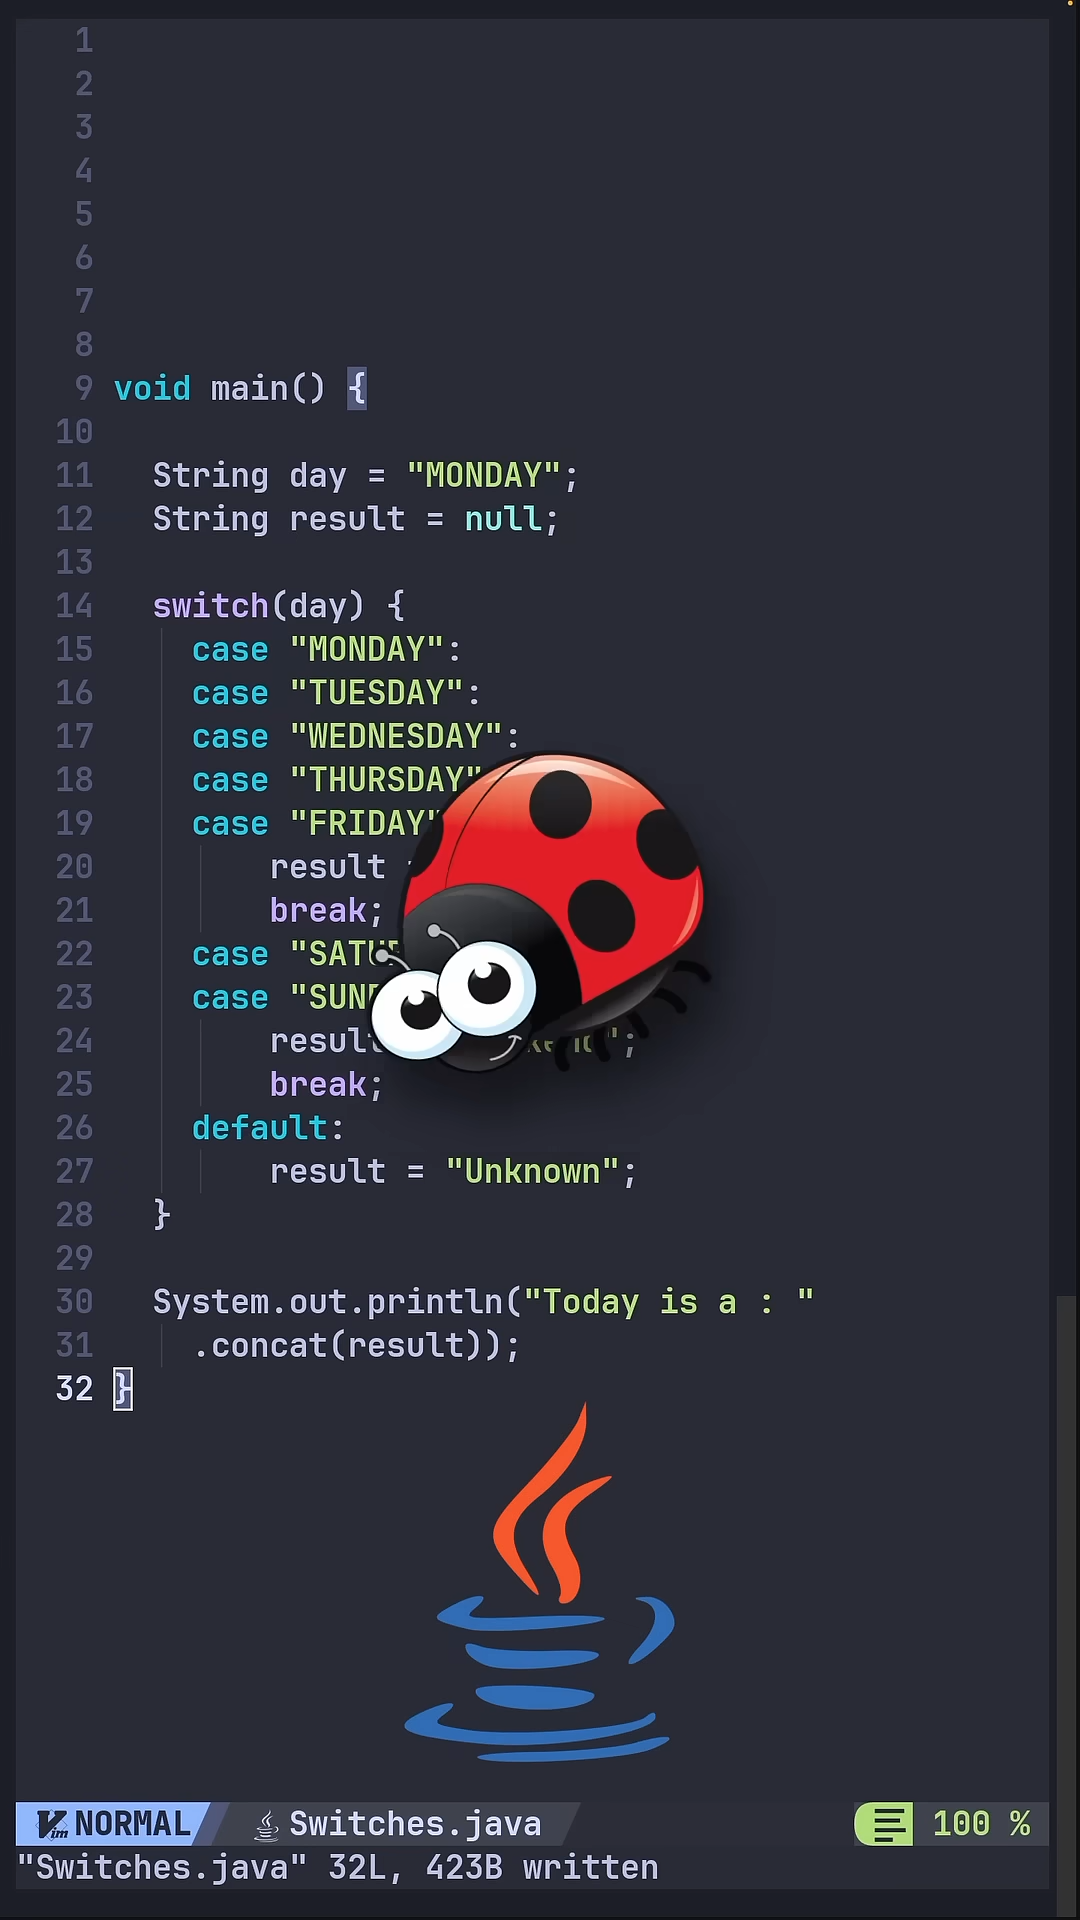 1
2
3
4
5
6
7
8
9 void main() {
10
11 String day = "MONDAY";
12 String result = null;
13
14 switch(day) {
15 case "MONDAY":
16 case "TUESDAY":
17 case "WEDNESDAY":
18 case "THURSDAY"
19 case "FRIDAY"
20 result
21 break;
22 case
23 case
24
25 break;
26 default:
27 result = "Unknown";
28 }
29
30 System.out.println("Today is a : "
31 .concat(result));
32 }
NORMAL Switches.java 100 %
"Switches.java" 32L, 423B written